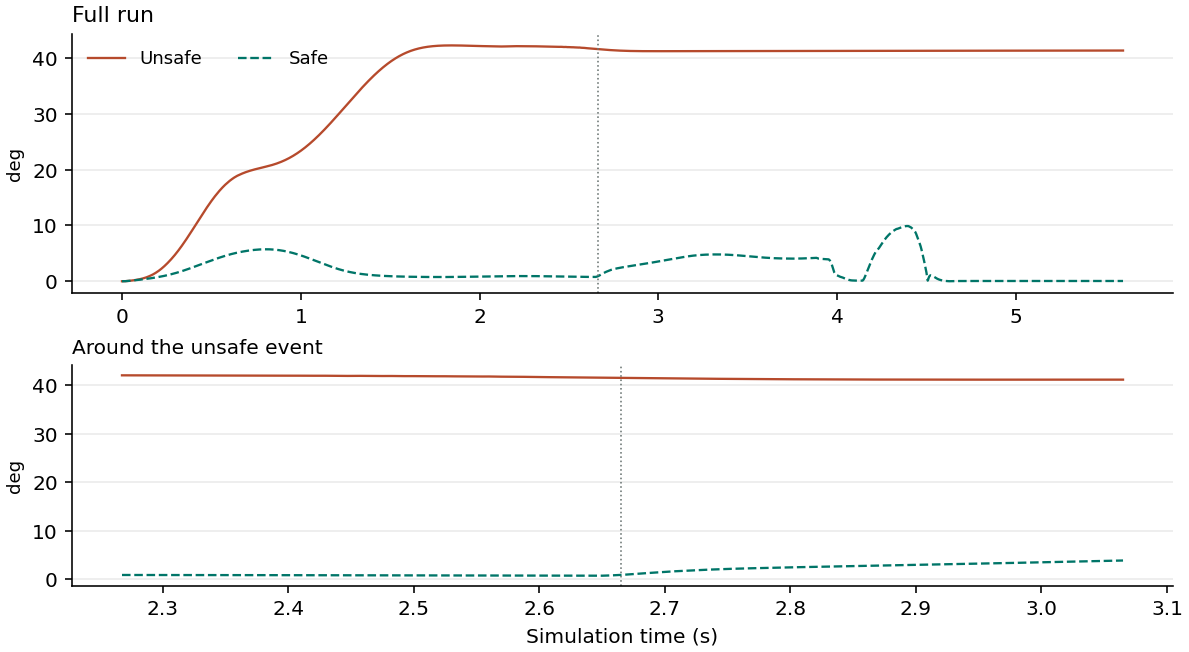 Full run
Unsafe Safe
deg
40
30
20
10
0
0 1 2 3 4 5
Around the unsafe event
deg
40
30
20
10
0
2.3 2.4 2.5 2.6 2.7 2.8 2.9 3.0 3.1
Simulation time (s)